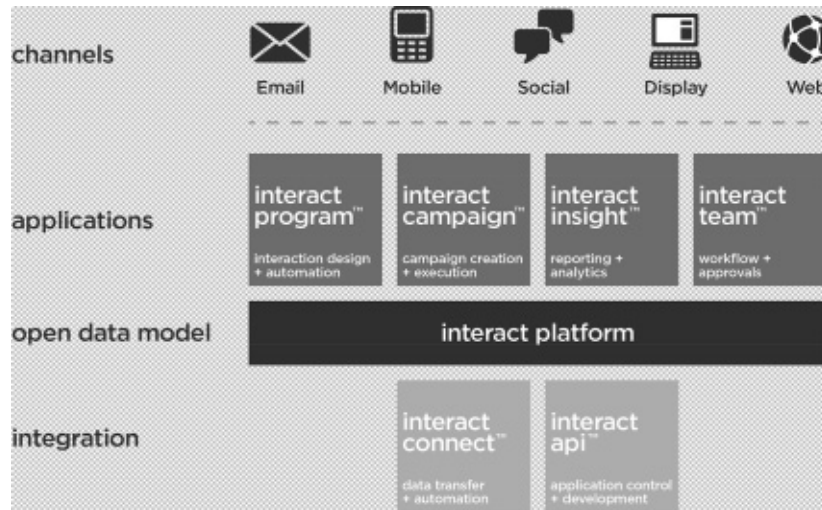 channels
Email Mobile Social Display Web
applications
interact program™
interaction design + automation
interact campaign™
campaign creation + execution
interact insight™
reporting + analytics
interact team™
workflow + approvals
open data model
interact platform
integration
interact connect™
data transfer + automation
interact api™
application control + development